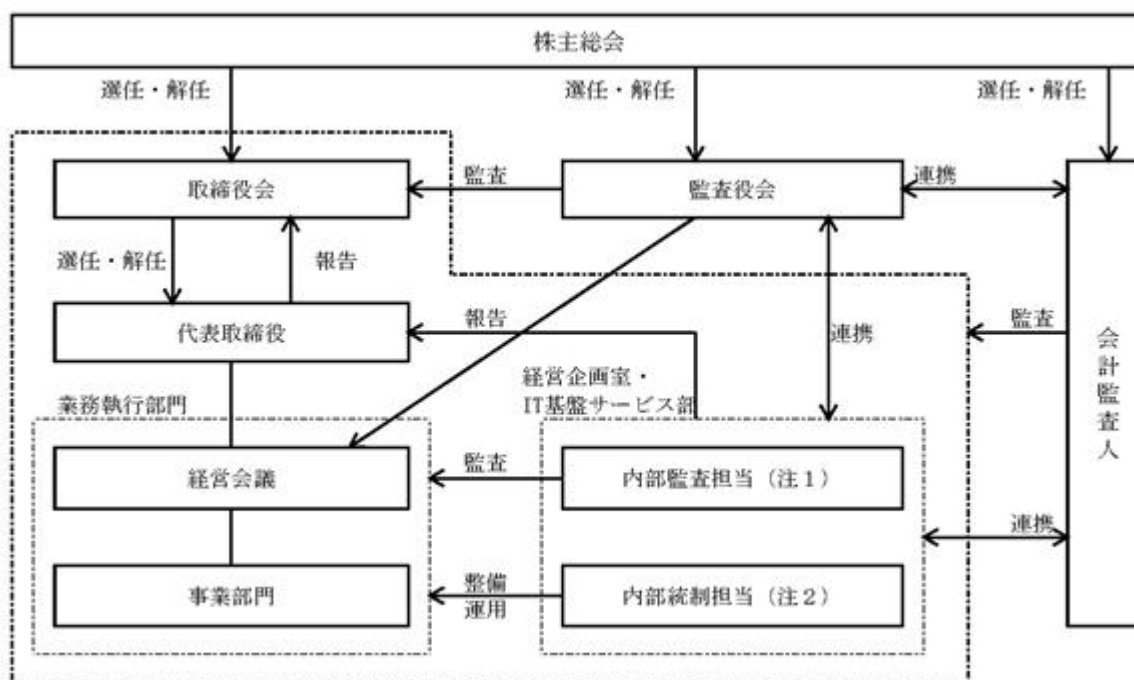 株主総会
選任・解任
選任・解任
選任・解任
取締役会
監査
監査役会
連携
選任・解任
報告
代表取締役
報告
連携
監査
会計監査人
業務執行部門
経営企画室・
IT基盤サービス部
経営会議
監査
内部監査担当（注１）
連携
事業部門
整備
運用
内部統制担当（注２）